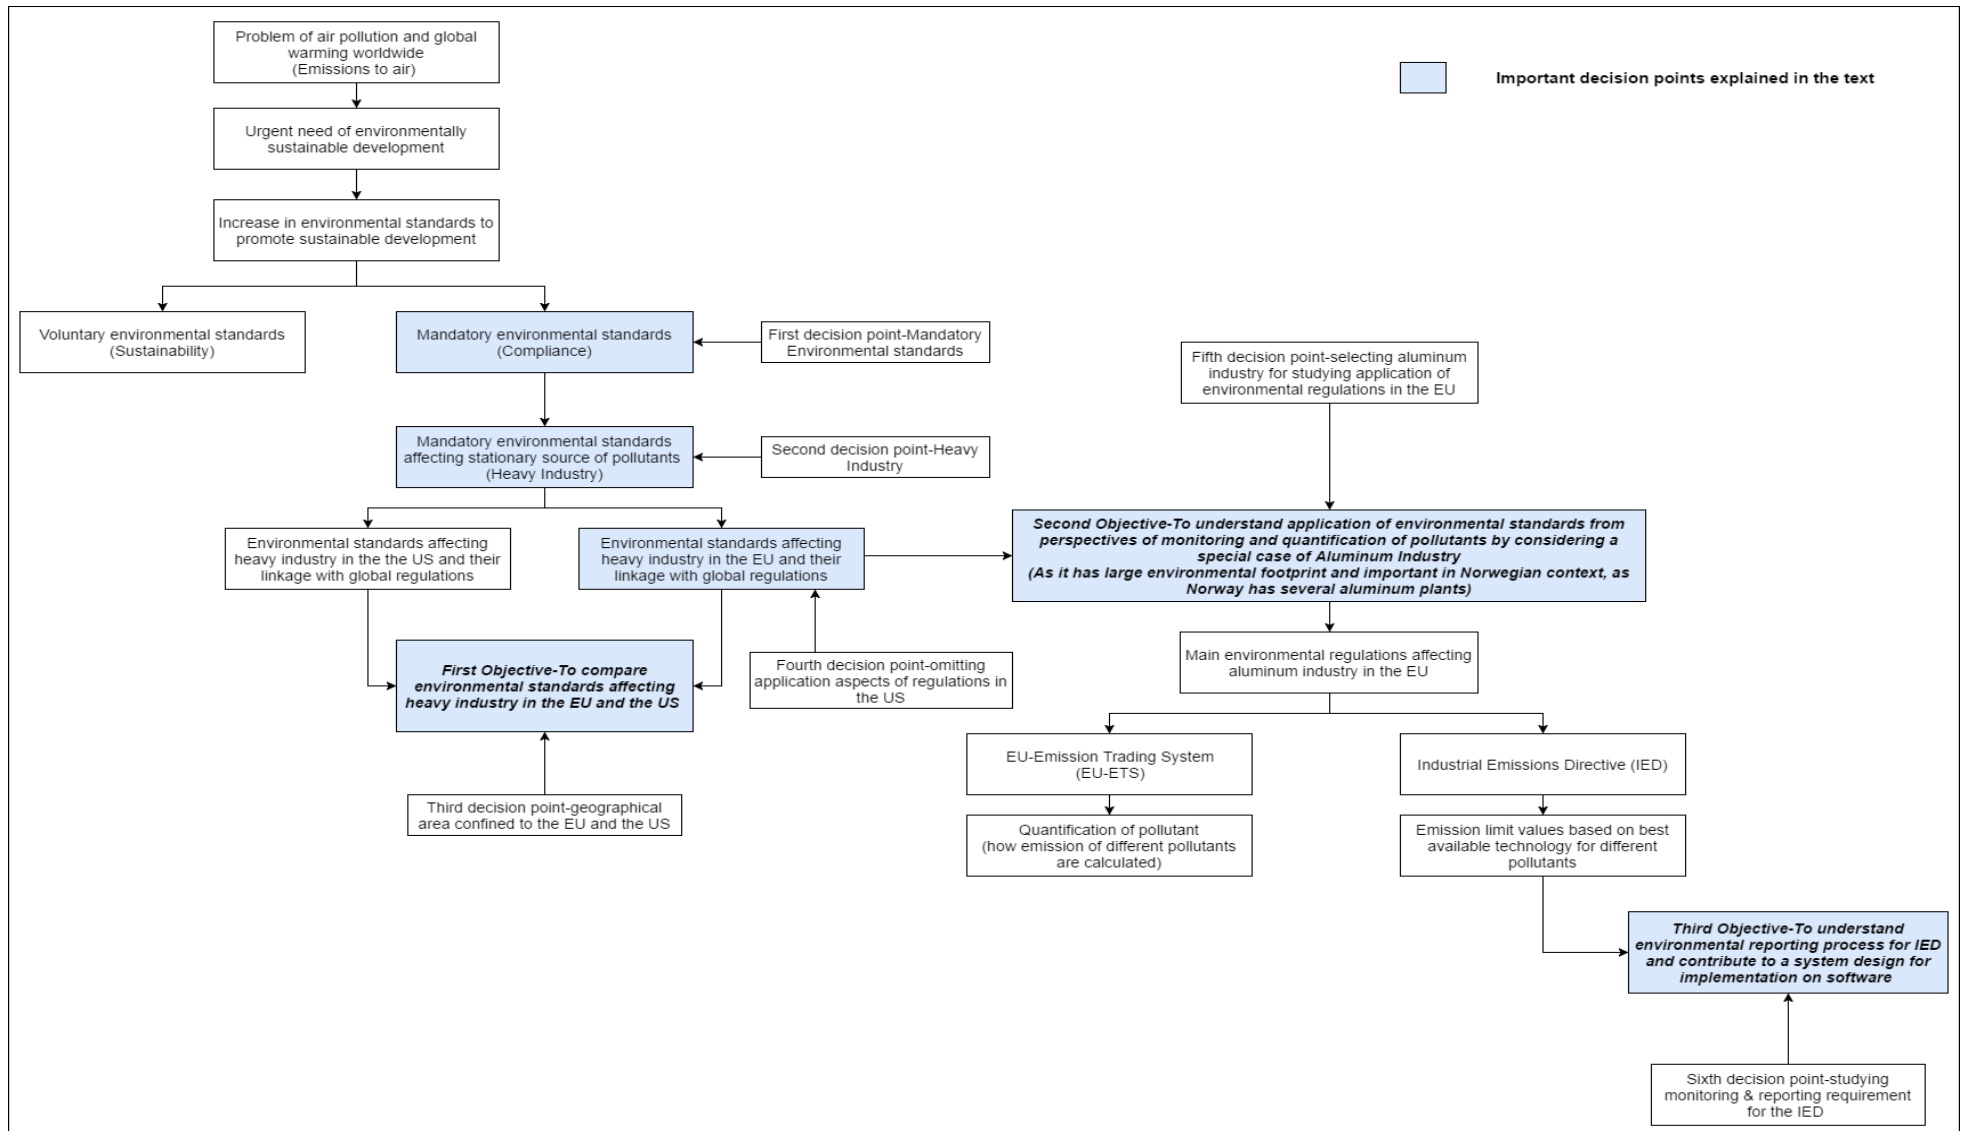 Problem of air pollution and global
warming worldwide
(Emissions to air)
Important decision points explained in the text
Urgent need of environmentally
sustainable development
Increase in environmental standards to
promote sustainable development
Voluntary environmental standards
(Sustainability)
Mandatory environmental standards
(Compliance)
First decision point-Mandatory
Environmental standards
Fifth decision point-selecting aluminum
industry for studying application of
environmental regulations in the EU
Mandatory environmental standards
affecting stationary source of pollutants
(Heavy Industry)
Second decision point-Heavy
Industry
Environmental standards affecting
heavy industry in the the US and their
linkage with global regulations
Environmental standards affecting
heavy industry in the EU and their
linkage with global regulations
Second Objective-To understand application of environmental standards from
perspectives of monitoring and quantification of pollutants by considering a
special case of Aluminum Industry
(As it has large environmental footprint and important in Norwegian context, as
Norway has several aluminum plants)
First Objective-To compare
environmental standards affecting
heavy industry in the EU and the US
Fourth decision point-omitting
application aspects of regulations in
the US
Main environmental regulations affecting
aluminum industry in the EU
Third decision point-geographical
area confined to the EU and the US
EU-Emission Trading System
(EU-ETS)
Industrial Emissions Directive (IED)
Quantification of pollutant
(how emission of different pollutants
are calculated)
Emission limit values based on best
available technology for different
pollutants
Third Objective-To understand
environmental reporting process for IED
and contribute to a system design for
implementation on software
Sixth decision point-studying
monitoring & reporting requirement
for the IED